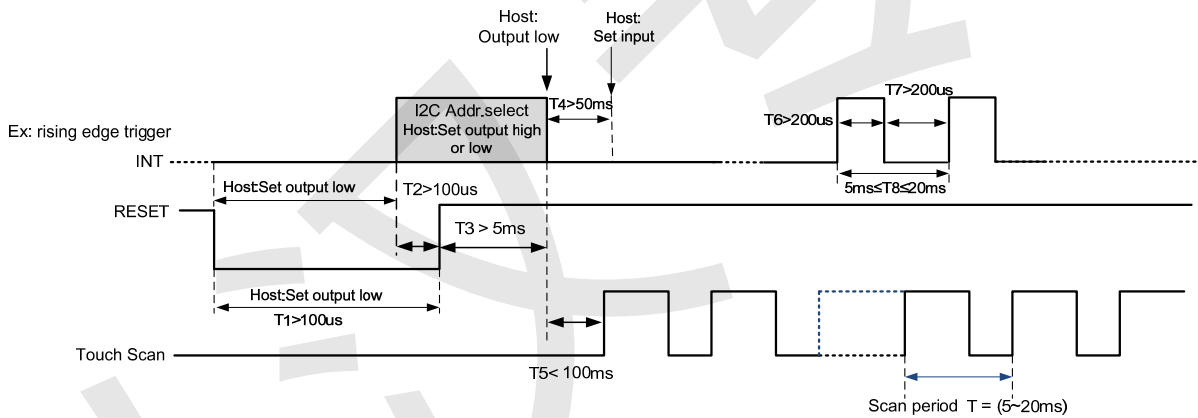 Host:
Output low
Host:
Set input
Ex: rising edge trigger
I2C Addr.select
Host:Set output high
or low
T4>50ms
T7>200us
T6>200us
INT
5ms≤T8≤20ms
Host:Set output low
T2>100us
RESET
T3 > 5ms
Host:Set output low
T1>100us
Touch Scan
T5< 100ms
Scan period T = (5~20ms)